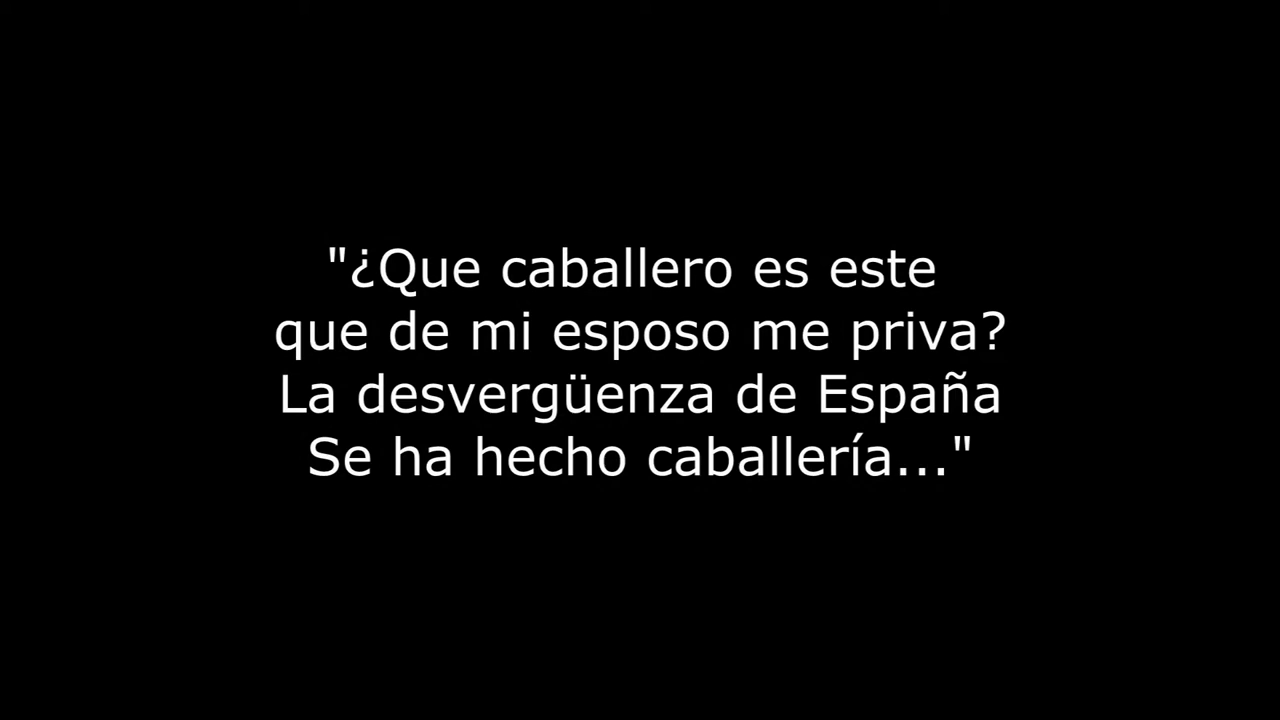 "¿Que caballero es este
que de mi esposo me priva?
La desvergüenza de España
Se ha hecho caballería..."